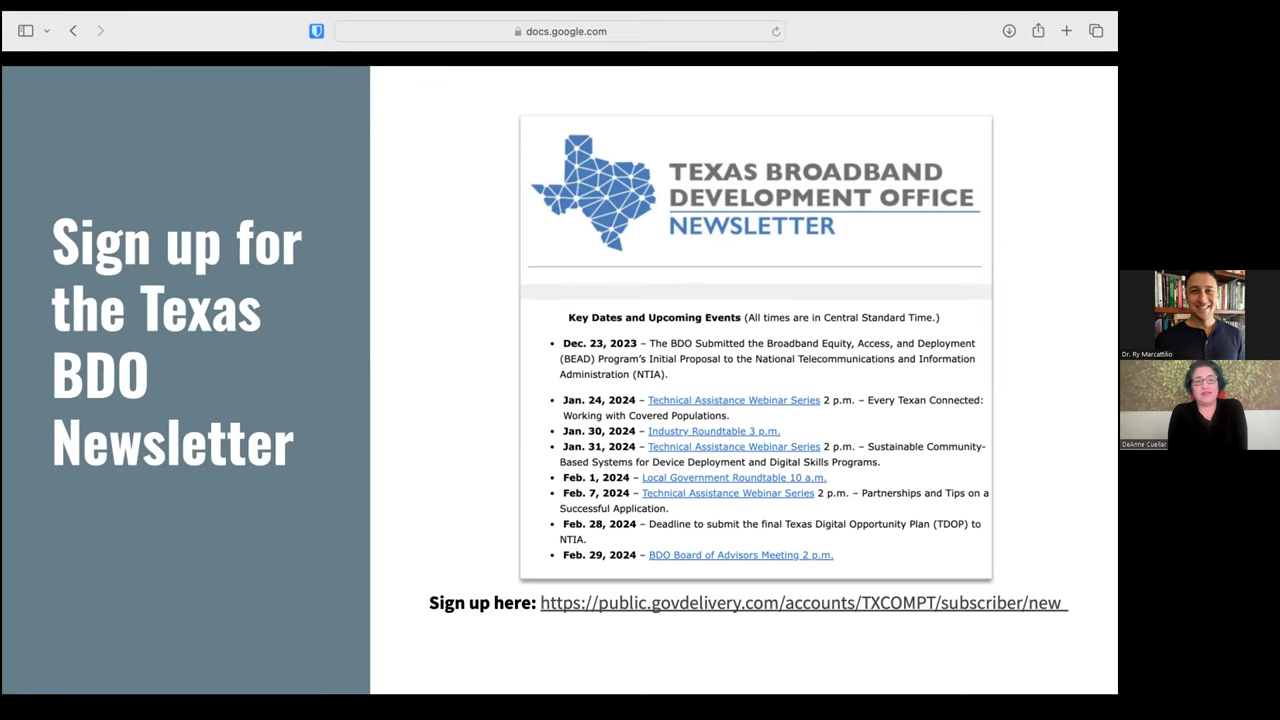 docs.google.com
Sign up for
the Texas
BDO
Newsletter
TEXAS BROADBAND
DEVELOPMENT OFFICE
NEWSLETTER
Key Dates and Upcoming Events (All times are in Central Standard Time.)
• Dec. 23, 2023 – The BDO Submitted the Broadband Equity, Access, and Deployment
(BEAD) Program's Initial Proposal to the National Telecommunications and Information
Administration (NTIA).
• Jan. 24, 2024 – Technical Assistance Webinar Series 2 p.m. – Every Texan Connected:
Working with Covered Populations.
• Jan. 30, 2024 – Industry Roundtable 3 p.m.
• Jan. 31, 2024 – Technical Assistance Webinar Series 2 p.m. – Sustainable Community-
Based Systems for Device Deployment and Digital Skills Programs.
• Feb. 1, 2024 – Local Government Roundtable 10 a.m.
• Feb. 7, 2024 – Technical Assistance Webinar Series 2 p.m. – Partnerships and Tips on a
Successful Application.
• Feb. 28, 2024 – Deadline to submit the final Texas Digital Opportunity Plan (TDOP) to
NTIA.
• Feb. 29, 2024 – BDO Board of Advisors Meeting 2 p.m.
Sign up here: https://public.govdelivery.com/accounts/TXCOMPT/subscriber/new
Dr. Ry Marcattilio
DeAnne Cuellar